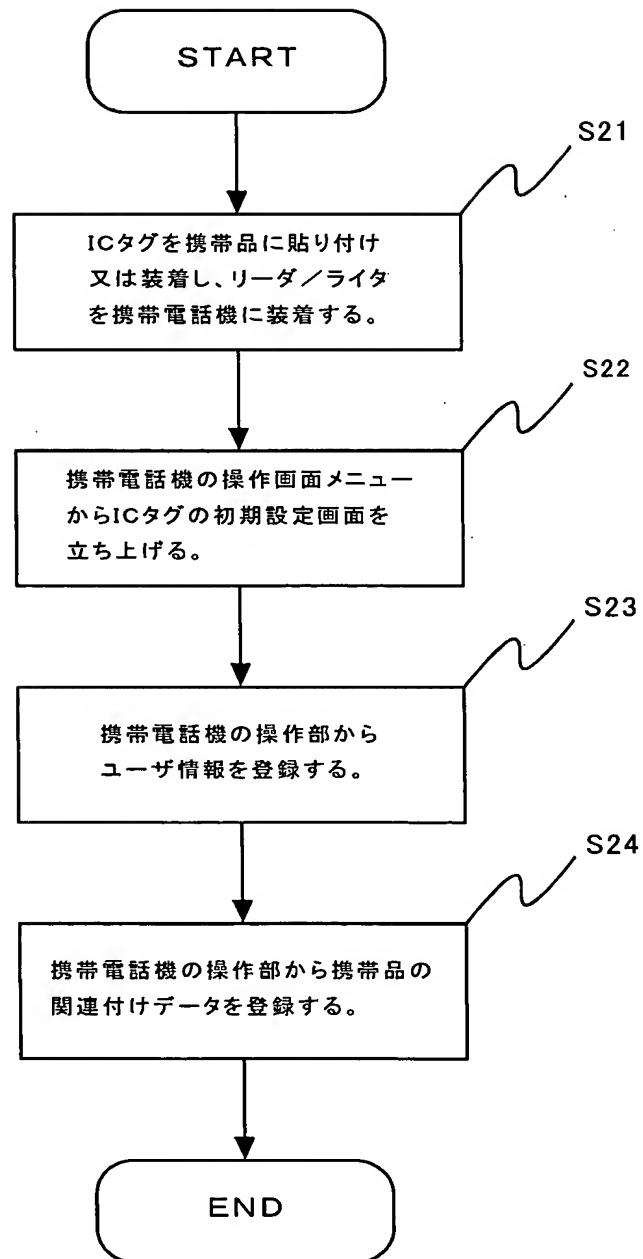 START
S21
ICタグを携帯品に貼り付け
又は装着し、リーダ／ライタ
を携帯電話機に装着する。
S22
携帯電話機の操作画面メニュー
からICタグの初期設定画面を
立ち上げる。
S23
携帯電話機の操作部から
ユーザ情報を登録する。
S24
携帯電話機の操作部から携帯品の
関連付けデータを登録する。
END